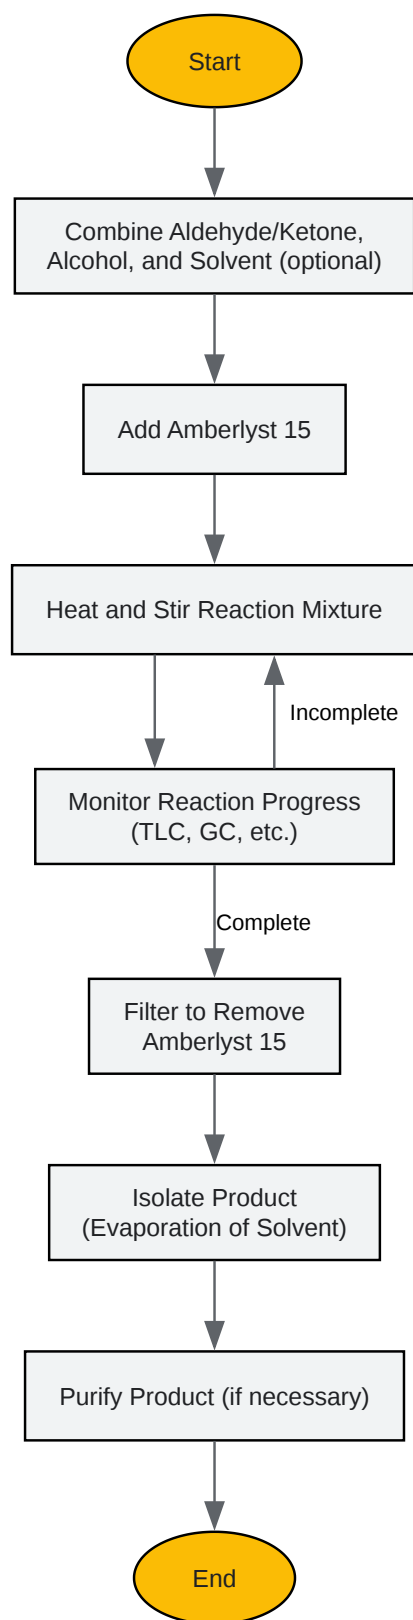 Start
Combine Aldehyde/Ketone,
Alcohol, and Solvent (optional)
Add Amberlyst 15
Heat and Stir Reaction Mixture
Incomplete
Monitor Reaction Progress
(TLC, GC, etc.)
Complete
Filter to Remove
Amberlyst 15
Isolate Product
(Evaporation of Solvent)
Purify Product (if necessary)
End